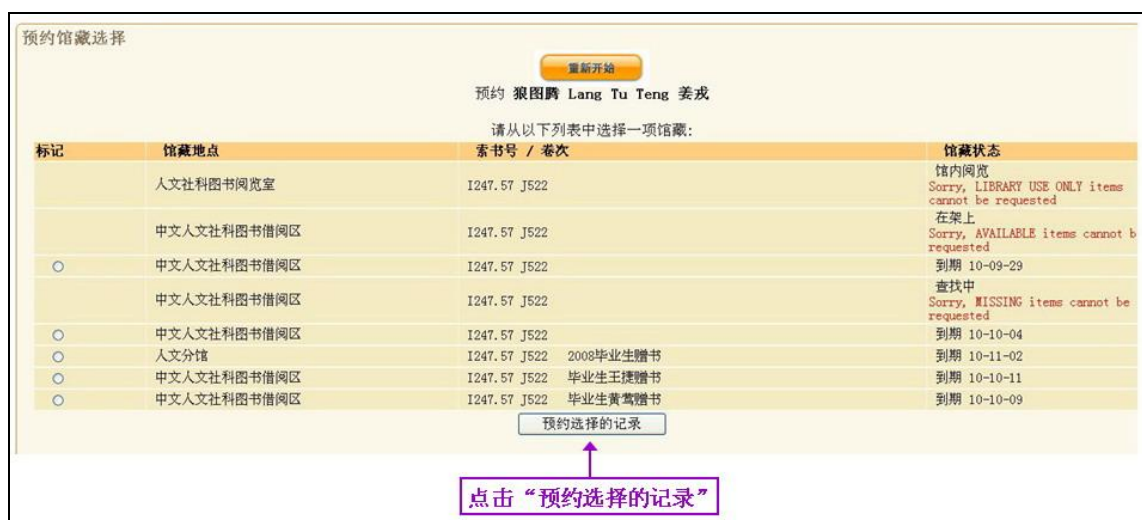 预约馆藏选择
重新开始
预约 狼图腾 Lang Tu Teng 姜戎
请从以下列表中选择一项馆藏:
标记 馆藏地点 索书号 / 卷次 馆藏状态
人文社科图书阅览室 I247.57 J522 馆内阅览
Sorry, LIBRARY USE ONLY items
cannot be requested
中文人文社科图书借阅区 I247.57 J522 在架上
Sorry, AVAILABLE items cannot b
requested
中文人文社科图书借阅区 I247.57 J522 到期 10-09-29
中文人文社科图书借阅区 I247.57 J522 查找中
Sorry, MISSING items cannot be
requested
中文人文社科图书借阅区 I247.57 J522 到期 10-10-04
人文分馆 I247.57 J522 2008毕业生赠书 到期 10-11-02
中文人文社科图书借阅区 I247.57 J522 毕业生王捷赠书 到期 10-10-11
中文人文社科图书借阅区 I247.57 J522 毕业生黄莺赠书 到期 10-10-09
预约选择的记录
点击“预约选择的记录”